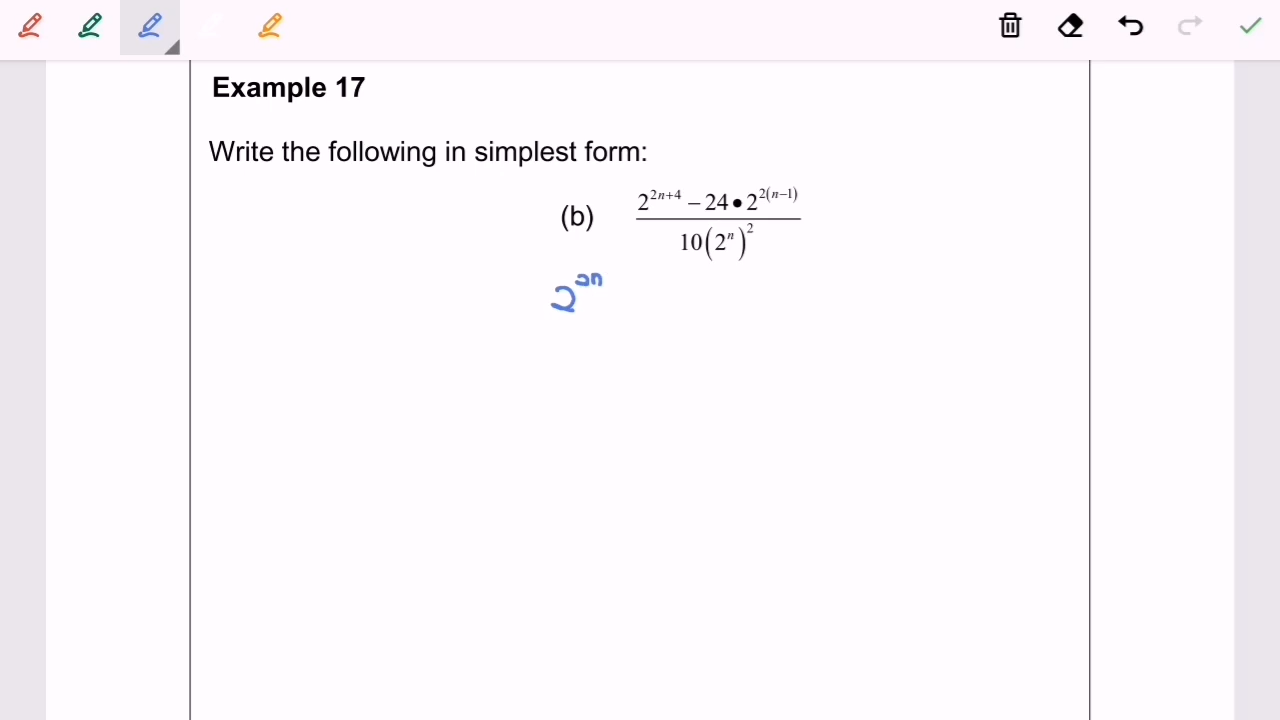 Example 17
Write the following in simplest form:
(b) \frac{2^{2n+4} - 24 • 2^{2(n-1)}}{10(2^n)^2}
2^{2n}